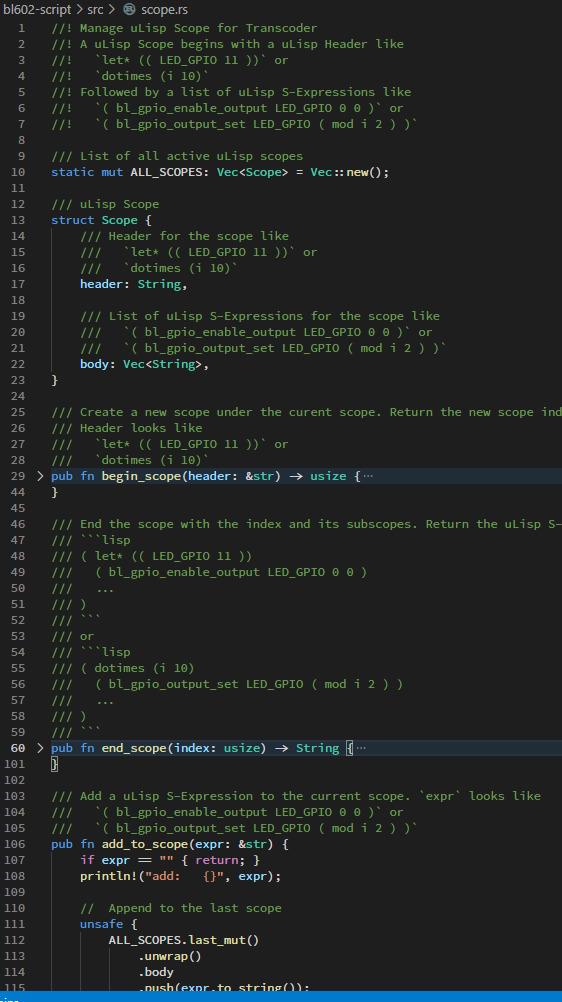 bl602-script > src > scope.rs
1 //! Manage uLisp Scope for Transcoder
2 //! A uLisp Scope begins with a uLisp Header like
3 //!   `let* (( LED_GPIO 11 ))` or
4 //!   `dotimes (i 10)`
5 //! Followed by a list of uLisp S-Expressions like
6 //!   `( bl_gpio_enable_output LED_GPIO 0 0 )` or
7 //!   `( bl_gpio_output_set LED_GPIO ( mod i 2 ) )`
8
9 /// List of all active uLisp scopes
10 static mut ALL_SCOPES: Vec<Scope> = Vec::new();
11
12 /// uLisp Scope
13 struct Scope {
14     /// Header for the scope like
15     ///   `let* (( LED_GPIO 11 ))` or
16     ///   `dotimes (i 10)`
17     header: String,
18
19     /// List of uLisp S-Expressions for the scope like
20     ///   `( bl_gpio_enable_output LED_GPIO 0 0 )` or
21     ///   `( bl_gpio_output_set LED_GPIO ( mod i 2 ) )`
22     body: Vec<String>,
23 }
24
25 /// Create a new scope under the curent scope. Return the new scope ind
26 /// Header looks like
27 ///   `let* (( LED_GPIO 11 ))` or
28 ///   `dotimes (i 10)`
29 > pub fn begin_scope(header: &str) → usize {⋯
44 }
45
46 /// End the scope with the index and its subscopes. Return the uLisp S-
47 /// ```lisp
48 /// ( let* (( LED_GPIO 11 ))
49 ///   ( bl_gpio_enable_output LED_GPIO 0 0 )
50 ///   ...
51 /// )
52 /// ```
53 /// or
54 /// ```lisp
55 /// ( dotimes (i 10)
56 ///   ( bl_gpio_output_set LED_GPIO ( mod i 2 ) )
57 ///   ...
58 /// )
59 /// ```
60 > pub fn end_scope(index: usize) → String {⋯
101 }
102
103 /// Add a uLisp S-Expression to the current scope. `expr` looks like
104 ///   `( bl_gpio_enable_output LED_GPIO 0 0 )` or
105 ///   `( bl_gpio_output_set LED_GPIO ( mod i 2 ) )`
106 pub fn add_to_scope(expr: &str) {
107     if expr == "" { return; }
108     println!("add:   {}", expr);
109
110     //  Append to the last scope
111     unsafe {
112         ALL_SCOPES.last_mut()
113             .unwrap()
114             .body
115             .push(expr.to_string());